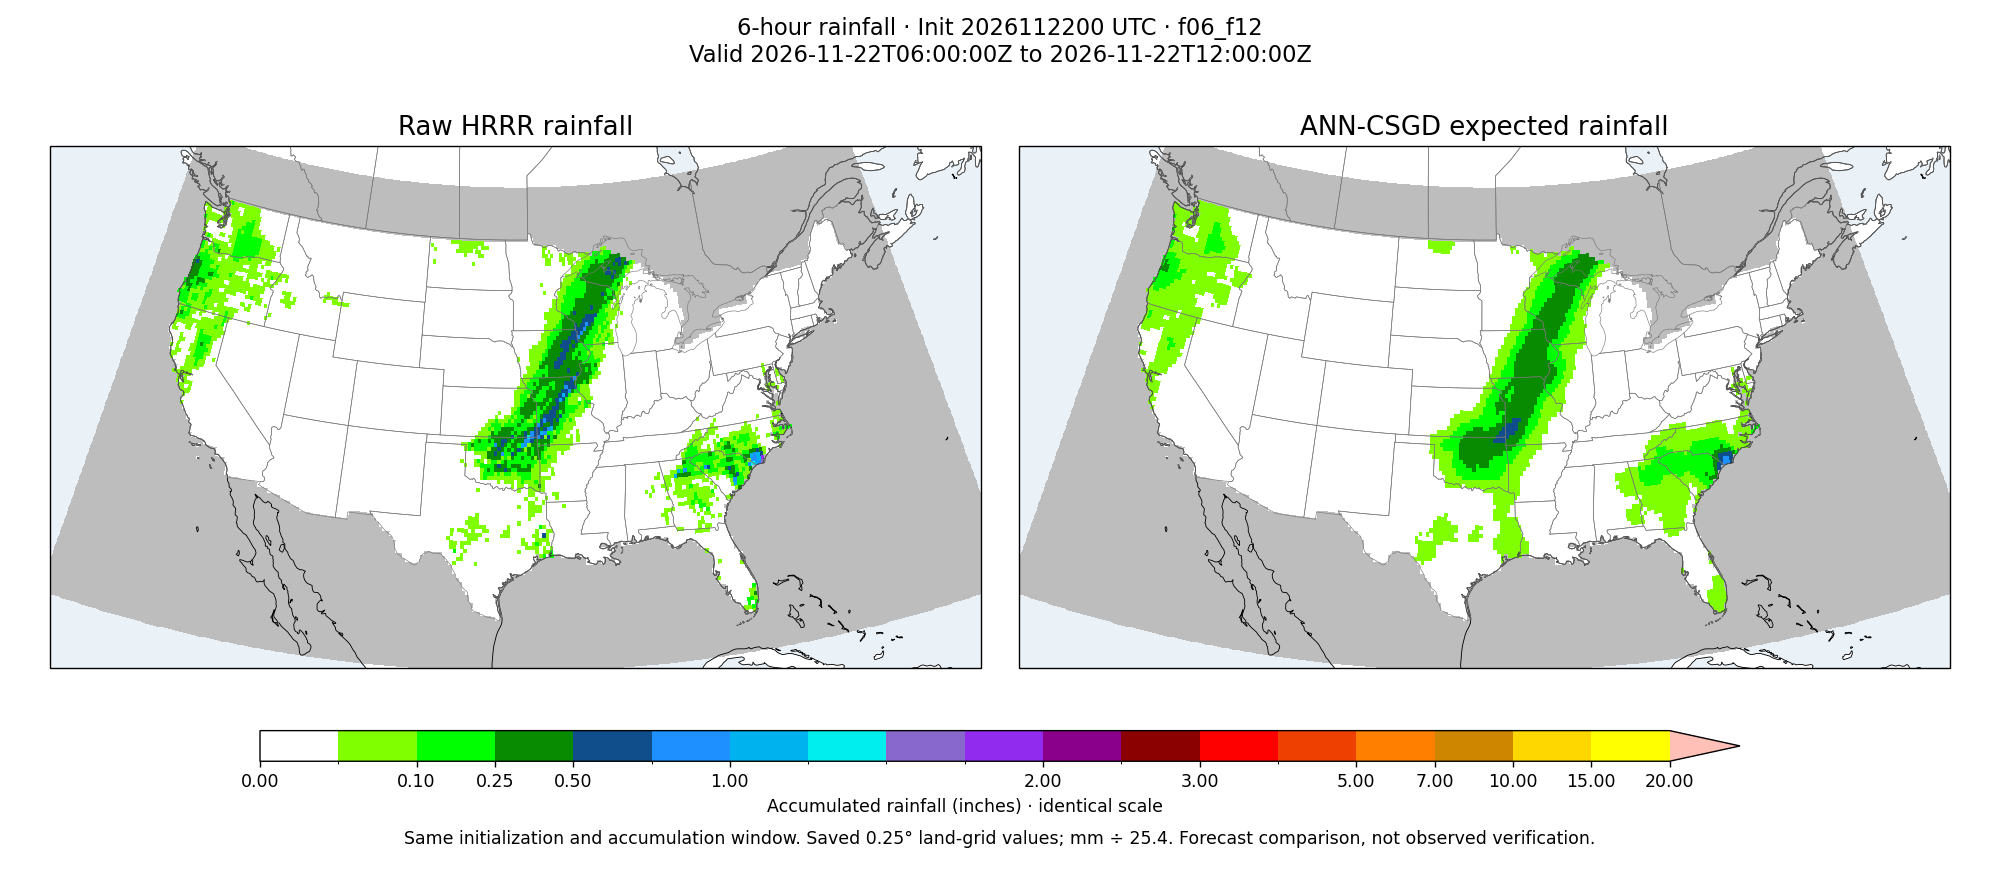 6-hour rainfall · Init 2026112200 UTC · f06_f12
Valid 2026-11-22T06:00:00Z to 2026-11-22T12:00:00Z
Raw HRRR rainfall
ANN-CSGD expected rainfall
0.00 0.10 0.25 0.50 1.00 2.00 3.00 5.00 7.00 10.00 15.00 20.00
Accumulated rainfall (inches) · identical scale
Same initialization and accumulation window. Saved 0.25° land-grid values; mm ÷ 25.4. Forecast comparison, not observed verification.